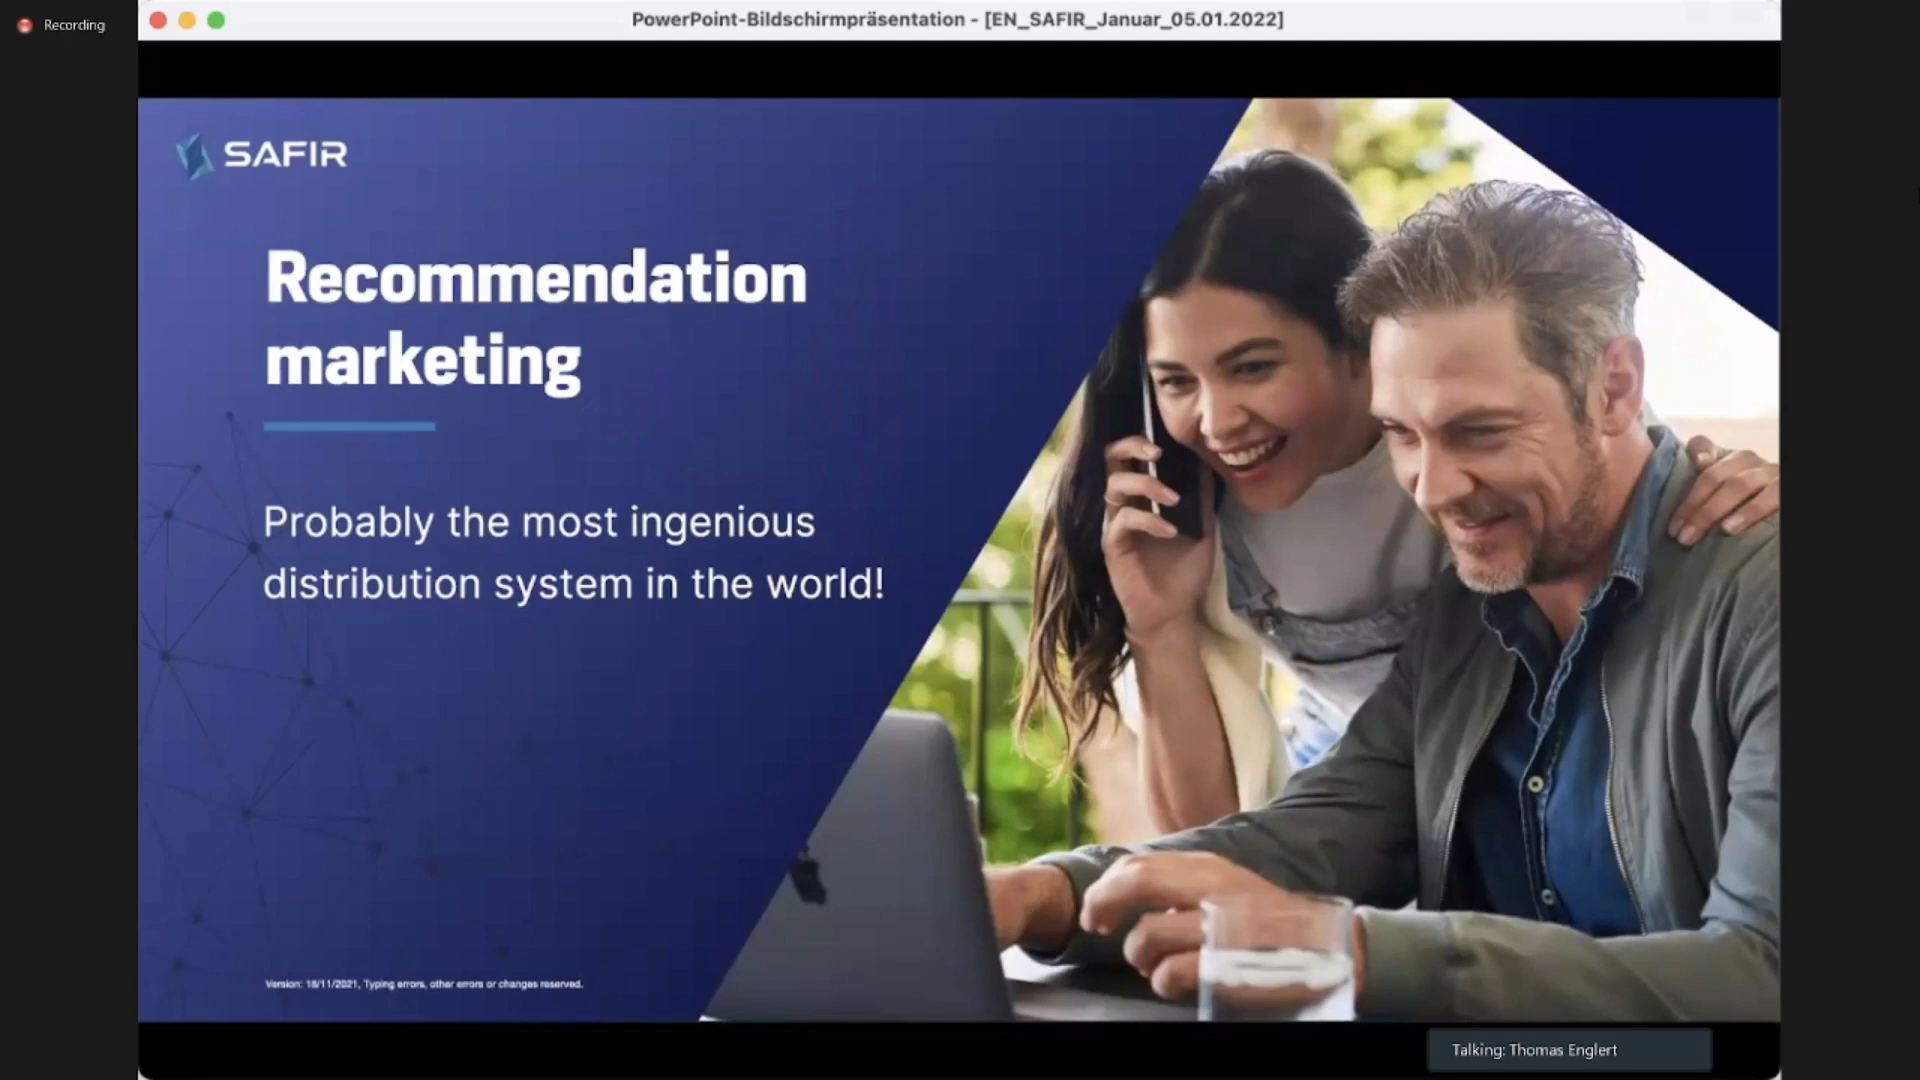 Recording
PowerPoint-Bildschirmpräsentation - [EN_SAFIR_Januar_05.01.2022]
SAFIR
Recommendation
marketing
Probably the most ingenious
distribution system in the world!
Version: 18/11/2021, Typing errors, other errors or changes reserved.
Talking: Thomas Englert